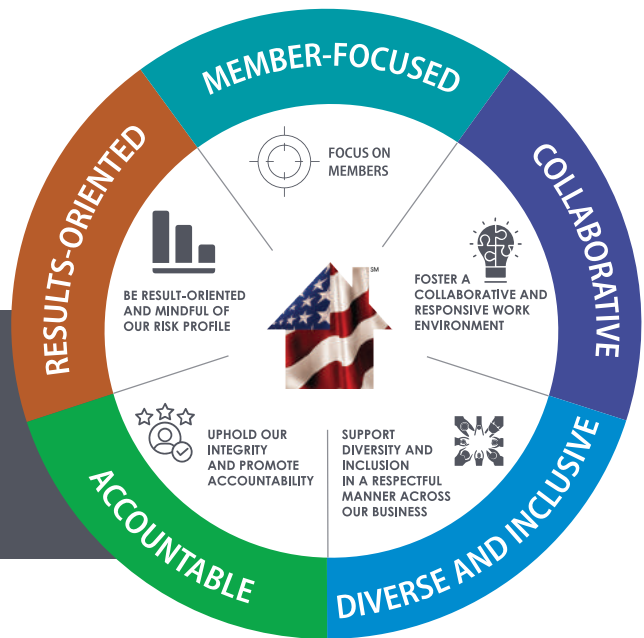 MEMBER-FOCUSED
FOCUS ON
MEMBERS
COLLABORATIVE
FOSTER A
COLLABORATIVE AND
RESPONSIVE WORK
ENVIRONMENT
DIVERSE AND INCLUSIVE
SUPPORT
DIVERSITY AND
INCLUSION
IN A RESPECTFUL
MANNER ACROSS
OUR BUSINESS
ACCOUNTABLE
UPHOLD OUR
INTEGRITY
AND PROMOTE
ACCOUNTABILITY
RESULTS-ORIENTED
BE RESULT-ORIENTED
AND MINDFUL OF
OUR RISK PROFILE
SM